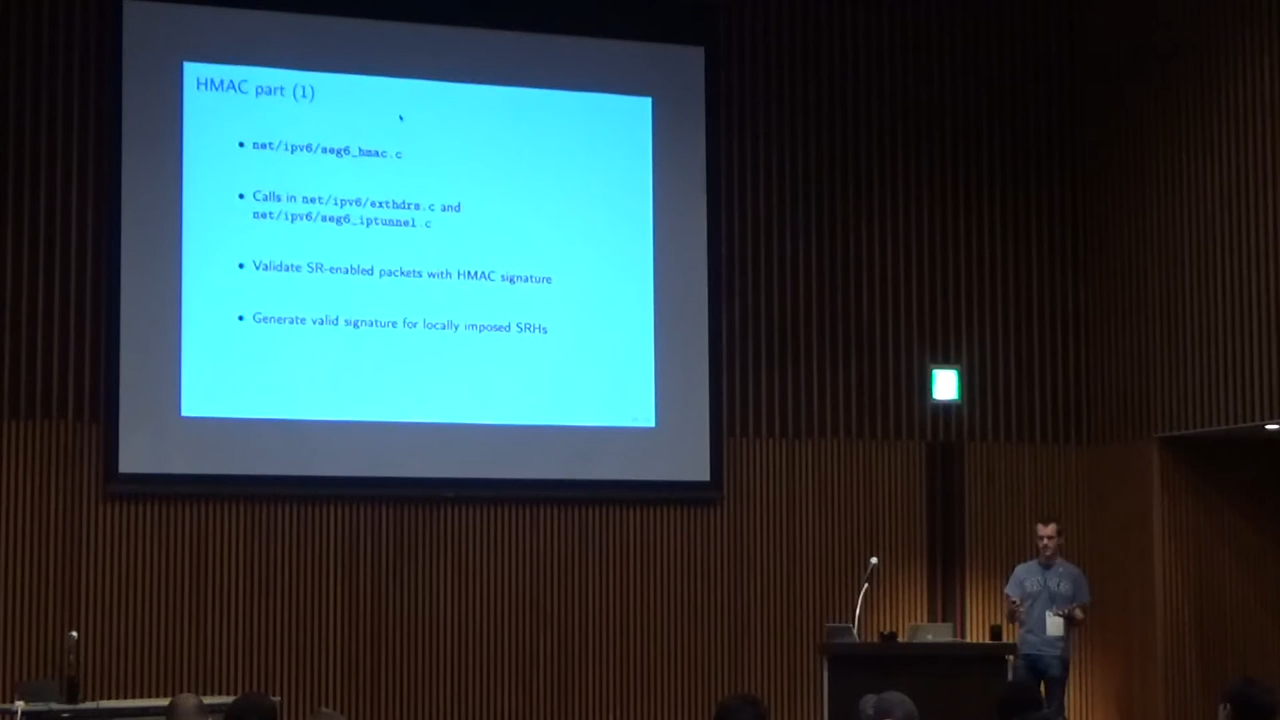 HMAC part (1)
• net/ipv6/seg6_hmac.c
• Calls in net/ipv6/exthdrs.c and
net/ipv6/seg6_iptunnel.c
• Validate SR-enabled packets with HMAC signature
• Generate valid signature for locally imposed SRHs